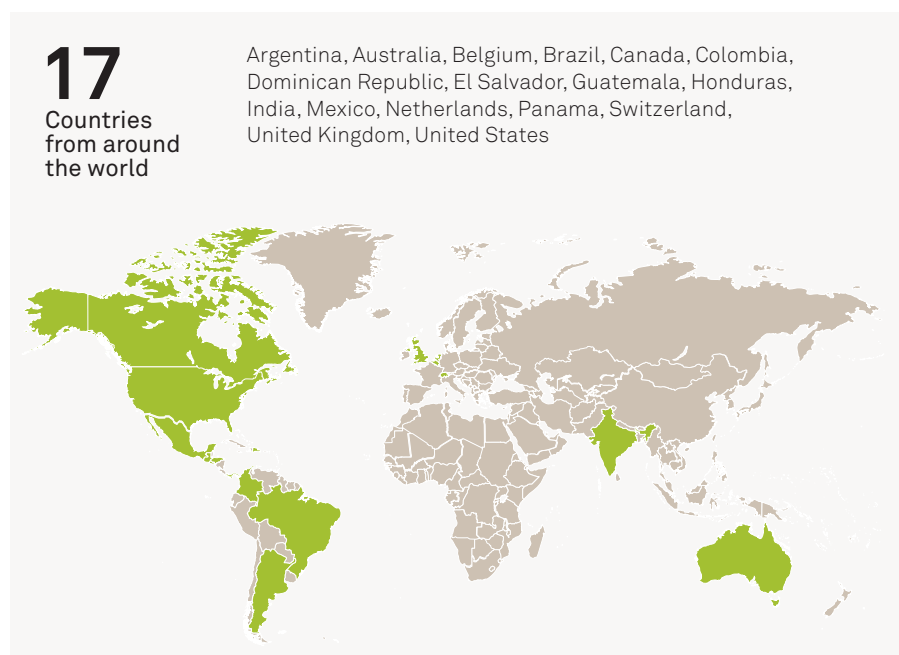 17
Countries
from around
the world
Argentina, Australia, Belgium, Brazil, Canada, Colombia,
Dominican Republic, El Salvador, Guatemala, Honduras,
India, Mexico, Netherlands, Panama, Switzerland,
United Kingdom, United States